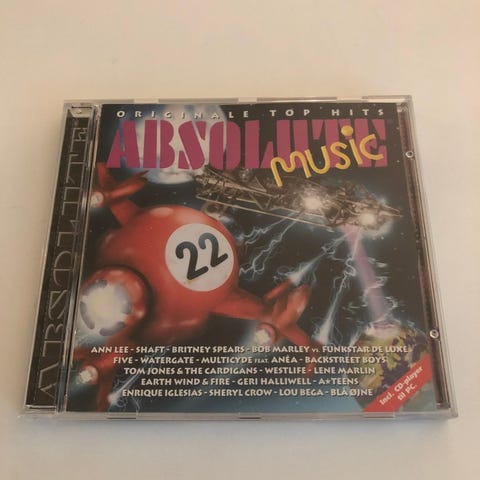 ORIGINALE TOP HITS
ABSOLUTE
MUSIC
22
ANN LEE - SHAFT - BRITNEY SPEARS - BOB MARLEY vs. FUNKSTAR DE LUXE
FIVE - WATERGATE - MULTICYDE FEAT. ANÉA - BACKSTREET BOYS
TOM JONES & THE CARDIGANS - WESTLIFE - LENE MARLIN
EARTH WIND & FIRE - GERI HALLIWELL - A*TEENS
ENRIQUE IGLESIAS - SHERYL CROW - LOU BEGA - BLÅ ØJNE
Incl. CD-player
til PC.
ABSOLUTE